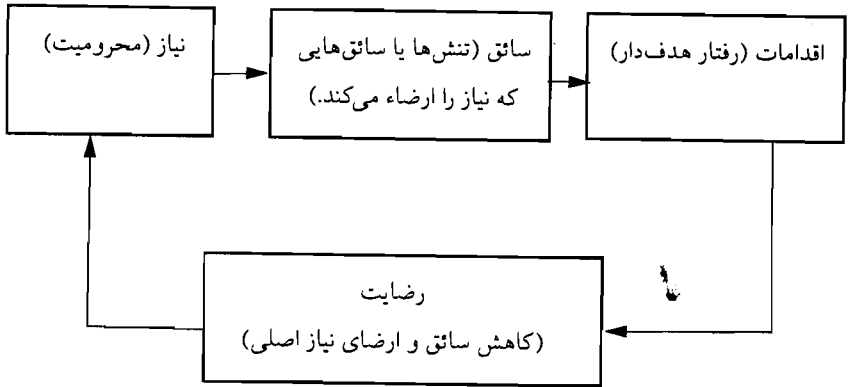 نیاز (محرومیت)
سائق (تنش‌ها یا سائق‌هایی
که نیاز را ارضاء می‌کند.)
اقدامات (رفتار هدف‌دار)
رضایت
(کاهش سائق و ارضای نیاز اصلی)